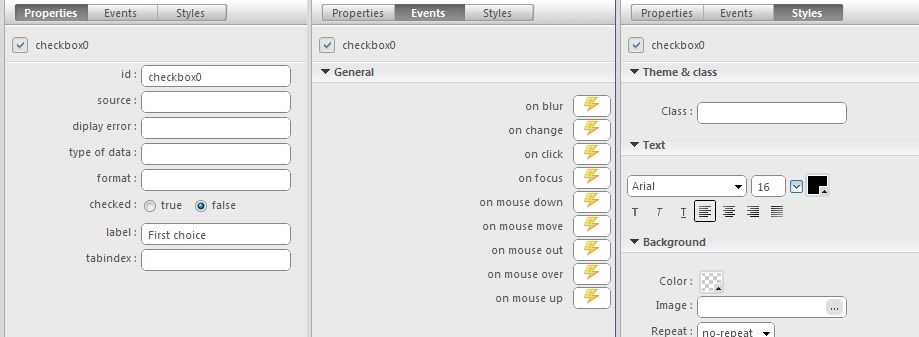 Properties Events Styles
checkbox0
id : checkbox0
source :
diplay error :
type of data :
format :
checked : true false
label : First choice
tabindex :
Properties Events Styles
checkbox0
General
on blur
on change
on click
on focus
on mouse down
on mouse move
on mouse out
on mouse over
on mouse up
Properties Events Styles
checkbox0
Theme & class
Class :
Text
Arial 16
T T T
Background
Color :
Image : ...
Repeat : no-repeat